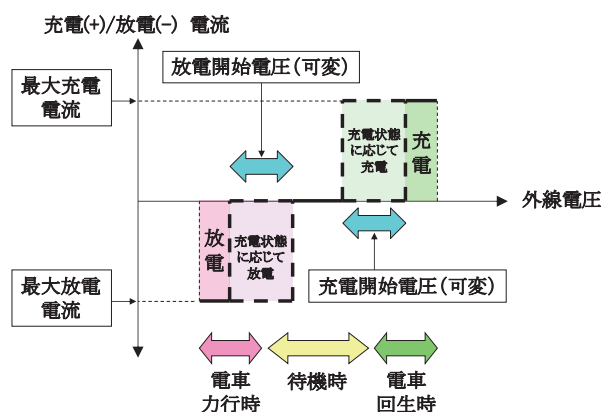 充電(+)/放電(-) 電流
放電開始電圧(可変)
最大充電
電流
充電状態
に応じて
充電
充電
外線電圧
放電
充電状態
に応じて
放電
最大放電
電流
充電開始電圧(可変)
電車
力行時
待機時
電車
回生時